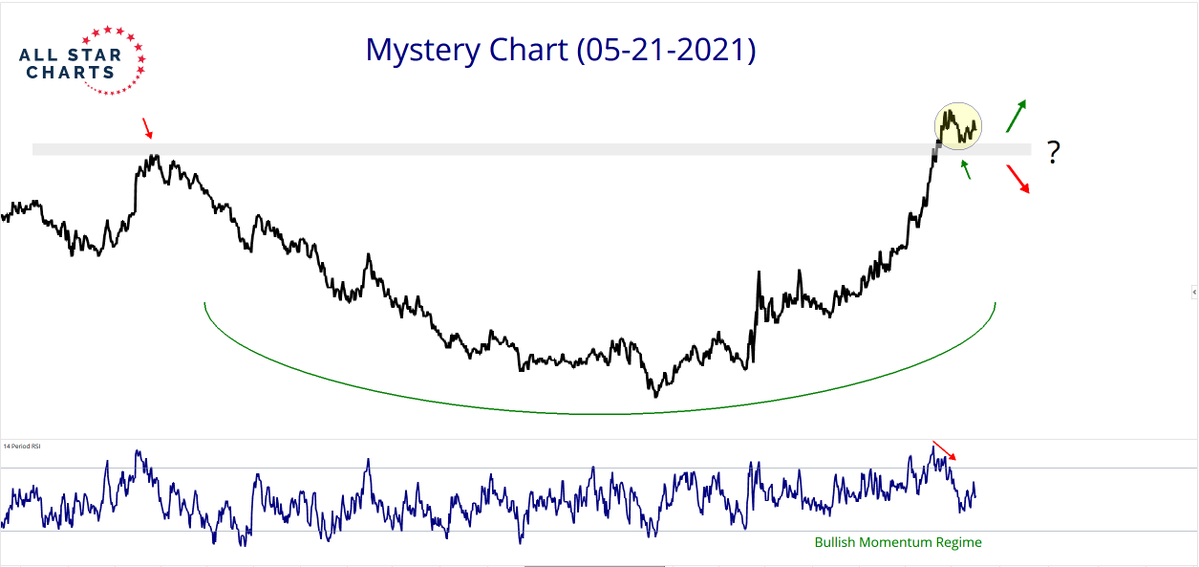 ALL STAR
CHARTS
Mystery Chart (05-21-2021)
?
14 Period RSI
Bullish Momentum Regime